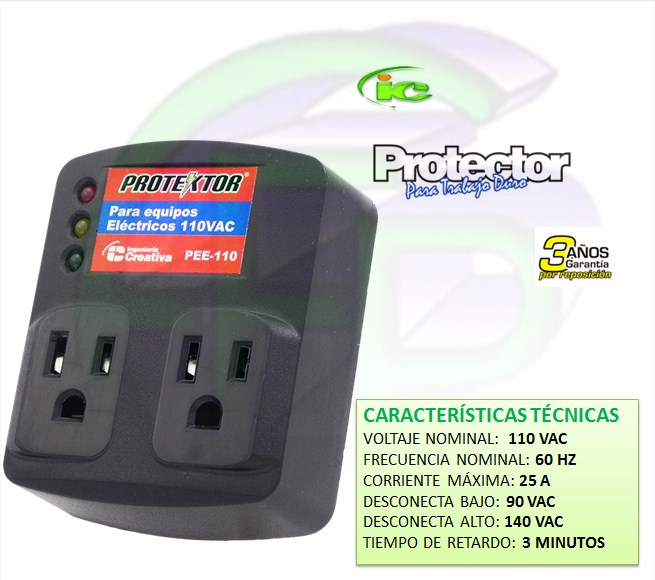 ic
Protector
Para Trabajo Duro
PROTEKTOR
Para equipos
Eléctricos 110VAC
Ingeniería
Creativa
PEE-110
3 AÑOS
Garantía
por reposición
CARACTERÍSTICAS TÉCNICAS
VOLTAJE NOMINAL: 110 VAC
FRECUENCIA NOMINAL: 60 HZ
CORRIENTE MÁXIMA: 25 A
DESCONECTA BAJO: 90 VAC
DESCONECTA ALTO: 140 VAC
TIEMPO DE RETARDO: 3 MINUTOS